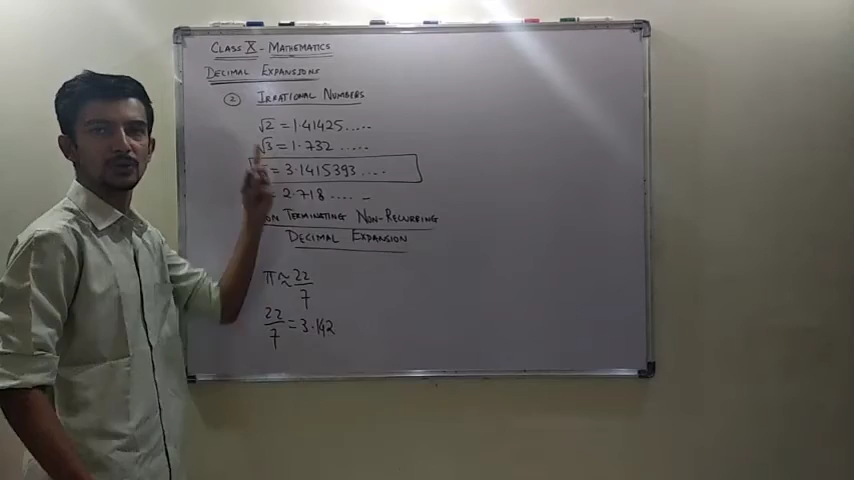 CLASS X - MATHEMATICS
DECIMAL EXPANSIONS
2 IRRATIONAL NUMBERS
√2 = 1.41425.....
√3 = 1.732 .....
= 3.1415393....
= 2.718 .... _
NON TERMINATING NON-RECURRING
DECIMAL EXPANSION
π ≈ 22/7
22/7 = 3.142